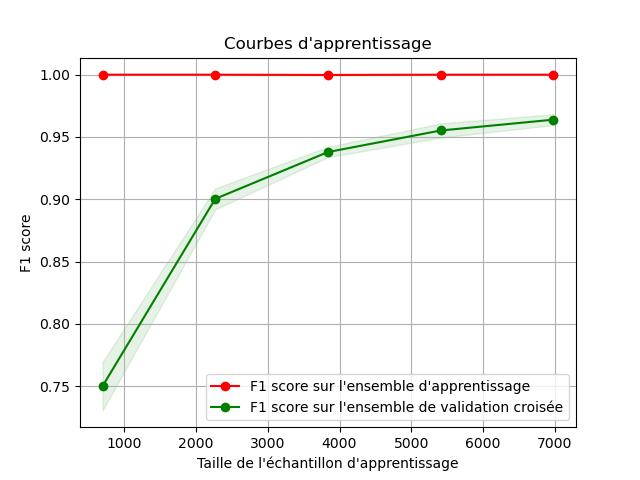 Courbes d'apprentissage
1.00
0.95
0.90
0.85
0.80
0.75
F1 score
F1 score sur l'ensemble d'apprentissage
F1 score sur l'ensemble de validation croisée
1000 2000 3000 4000 5000 6000 7000
Taille de l'échantillon d'apprentissage